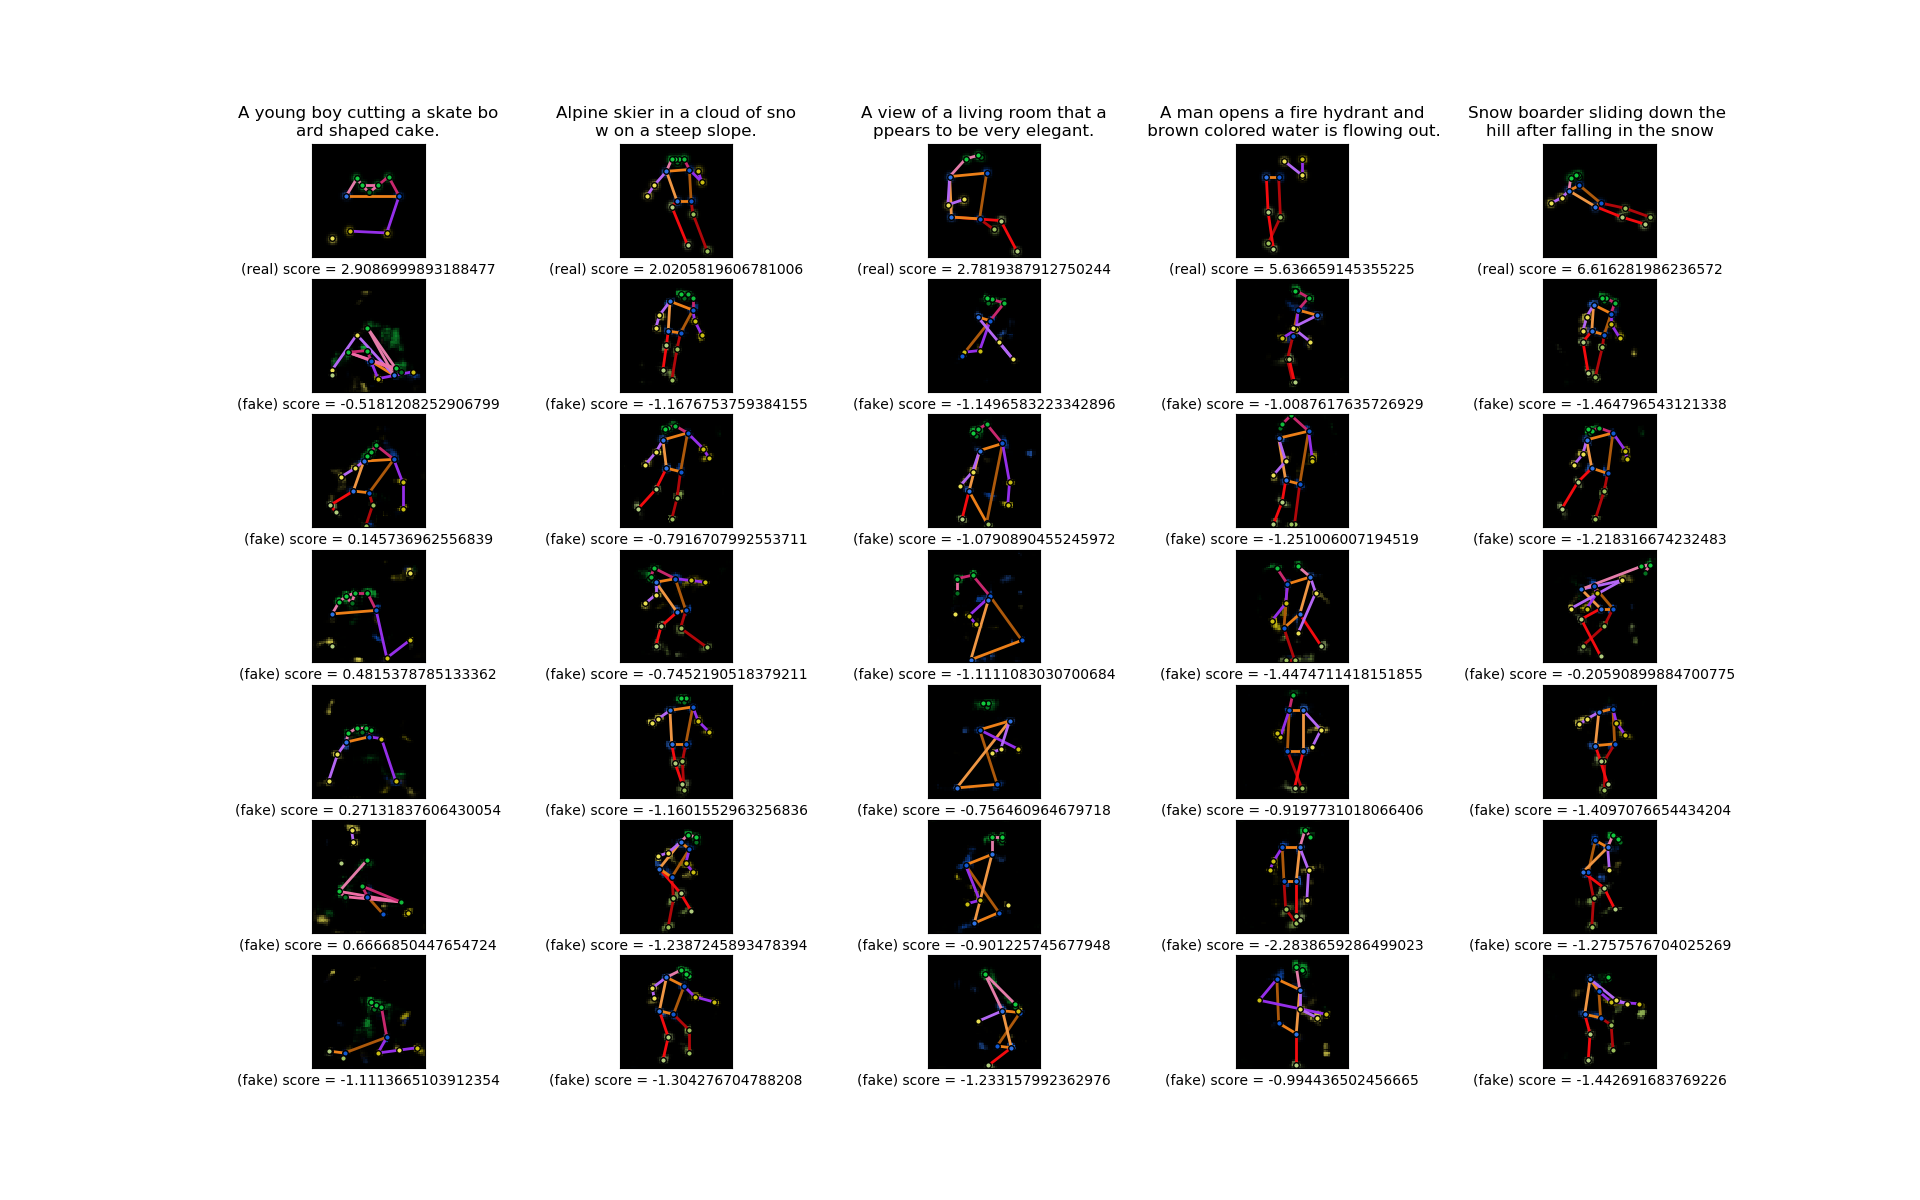 A young boy cutting a skate bo
ard shaped cake.
Alpine skier in a cloud of sno
w on a steep slope.
A view of a living room that a
ppears to be very elegant.
A man opens a fire hydrant and
brown colored water is flowing out.
Snow boarder sliding down the
hill after falling in the snow
(real) score = 2.9086999893188477
(real) score = 2.0205819606781006
(real) score = 2.7819387912750244
(real) score = 5.636659145355225
(real) score = 6.616281986236572
(fake) score = -0.5181208252906799
(fake) score = -1.1676753759384155
(fake) score = -1.1496583223342896
(fake) score = -1.0087617635726929
(fake) score = -1.464796543121338
(fake) score = 0.145736962556839
(fake) score = -0.7916707992553711
(fake) score = -1.0790890455245972
(fake) score = -1.251006007194519
(fake) score = -1.218316674232483
(fake) score = 0.4815378785133362
(fake) score = -0.7452190518379211
(fake) score = -1.1111083030700684
(fake) score = -1.4474711418151855
(fake) score = -0.20590899884700775
(fake) score = 0.27131837606430054
(fake) score = -1.1601552963256836
(fake) score = -0.756460964679718
(fake) score = -0.9197731018066406
(fake) score = -1.4097076654434204
(fake) score = 0.6666850447654724
(fake) score = -1.2387245893478394
(fake) score = -0.901225745677948
(fake) score = -2.2838659286499023
(fake) score = -1.2757576704025269
(fake) score = -1.1113665103912354
(fake) score = -1.304276704788208
(fake) score = -1.233157992362976
(fake) score = -0.994436502456665
(fake) score = -1.442691683769226